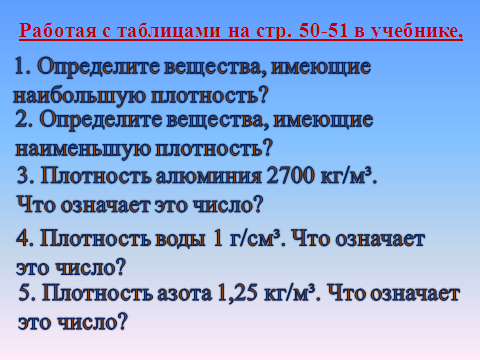 Работая с таблицами на стр. 50-51 в учебнике,
1. Определите вещества, имеющие
наибольшую плотность?
2. Определите вещества, имеющие
наименьшую плотность?
3. Плотность алюминия 2700 кг/м³.
Что означает это число?
4. Плотность воды 1 г/см³. Что означает
это число?
5. Плотность азота 1,25 кг/м³. Что означает
это число?